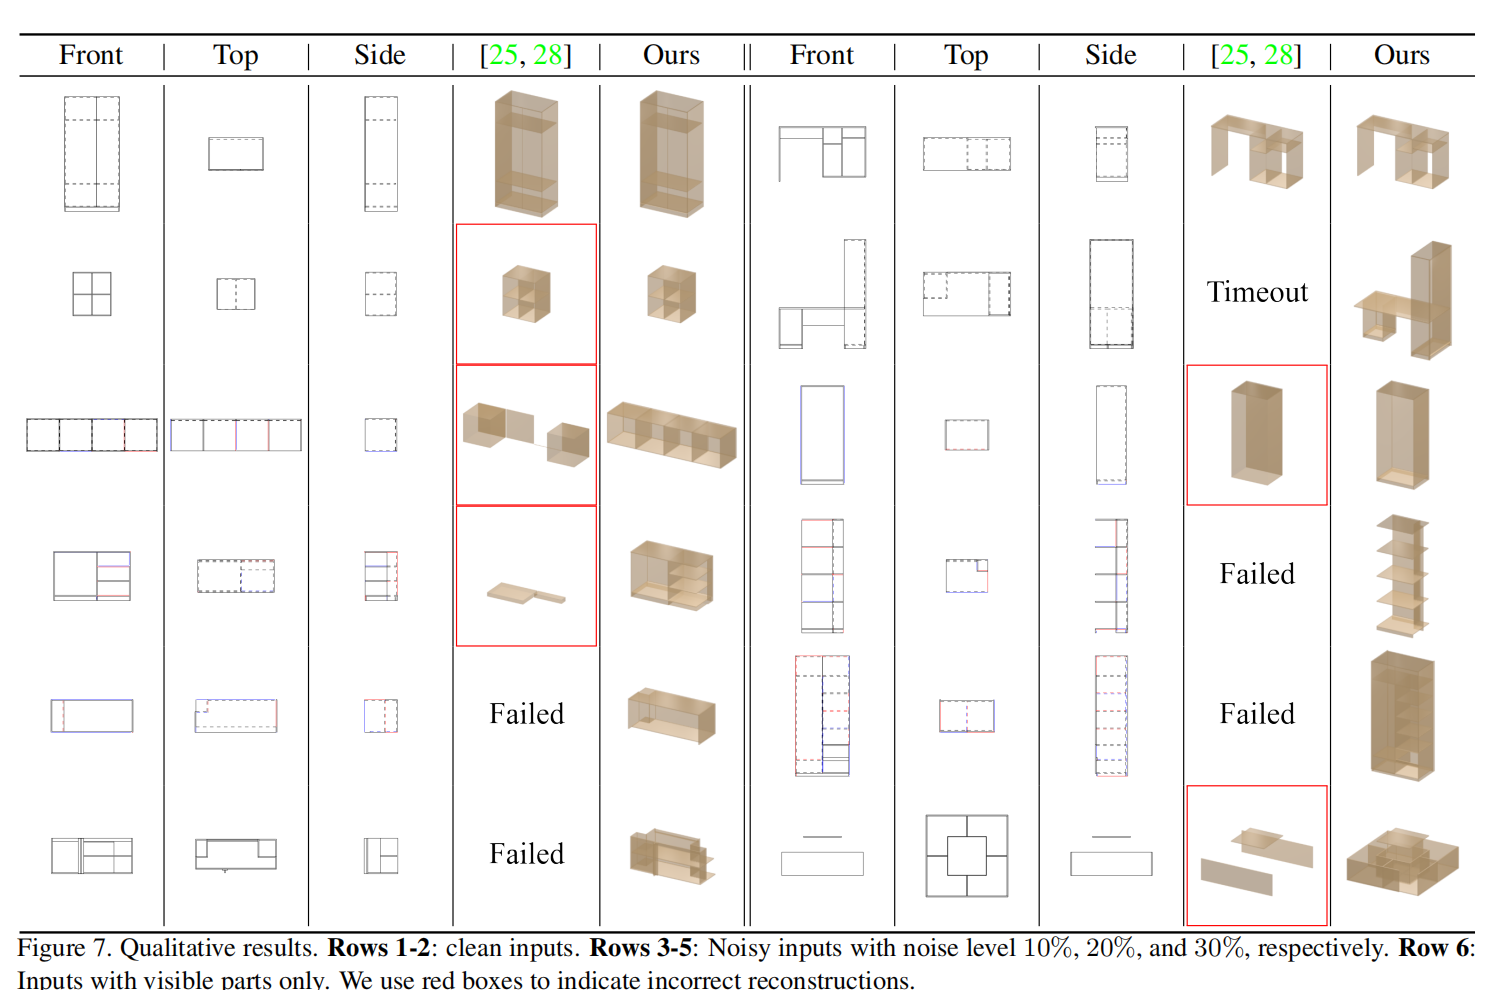 Front Top Side [25, 28] Ours Front Top Side [25, 28] Ours
Timeout
Failed
Failed Failed
Failed
Figure 7. Qualitative results. Rows 1-2: clean inputs. Rows 3-5: Noisy inputs with noise level 10%, 20%, and 30%, respectively. Row 6:
Inputs with visible parts only. We use red boxes to indicate incorrect reconstructions.